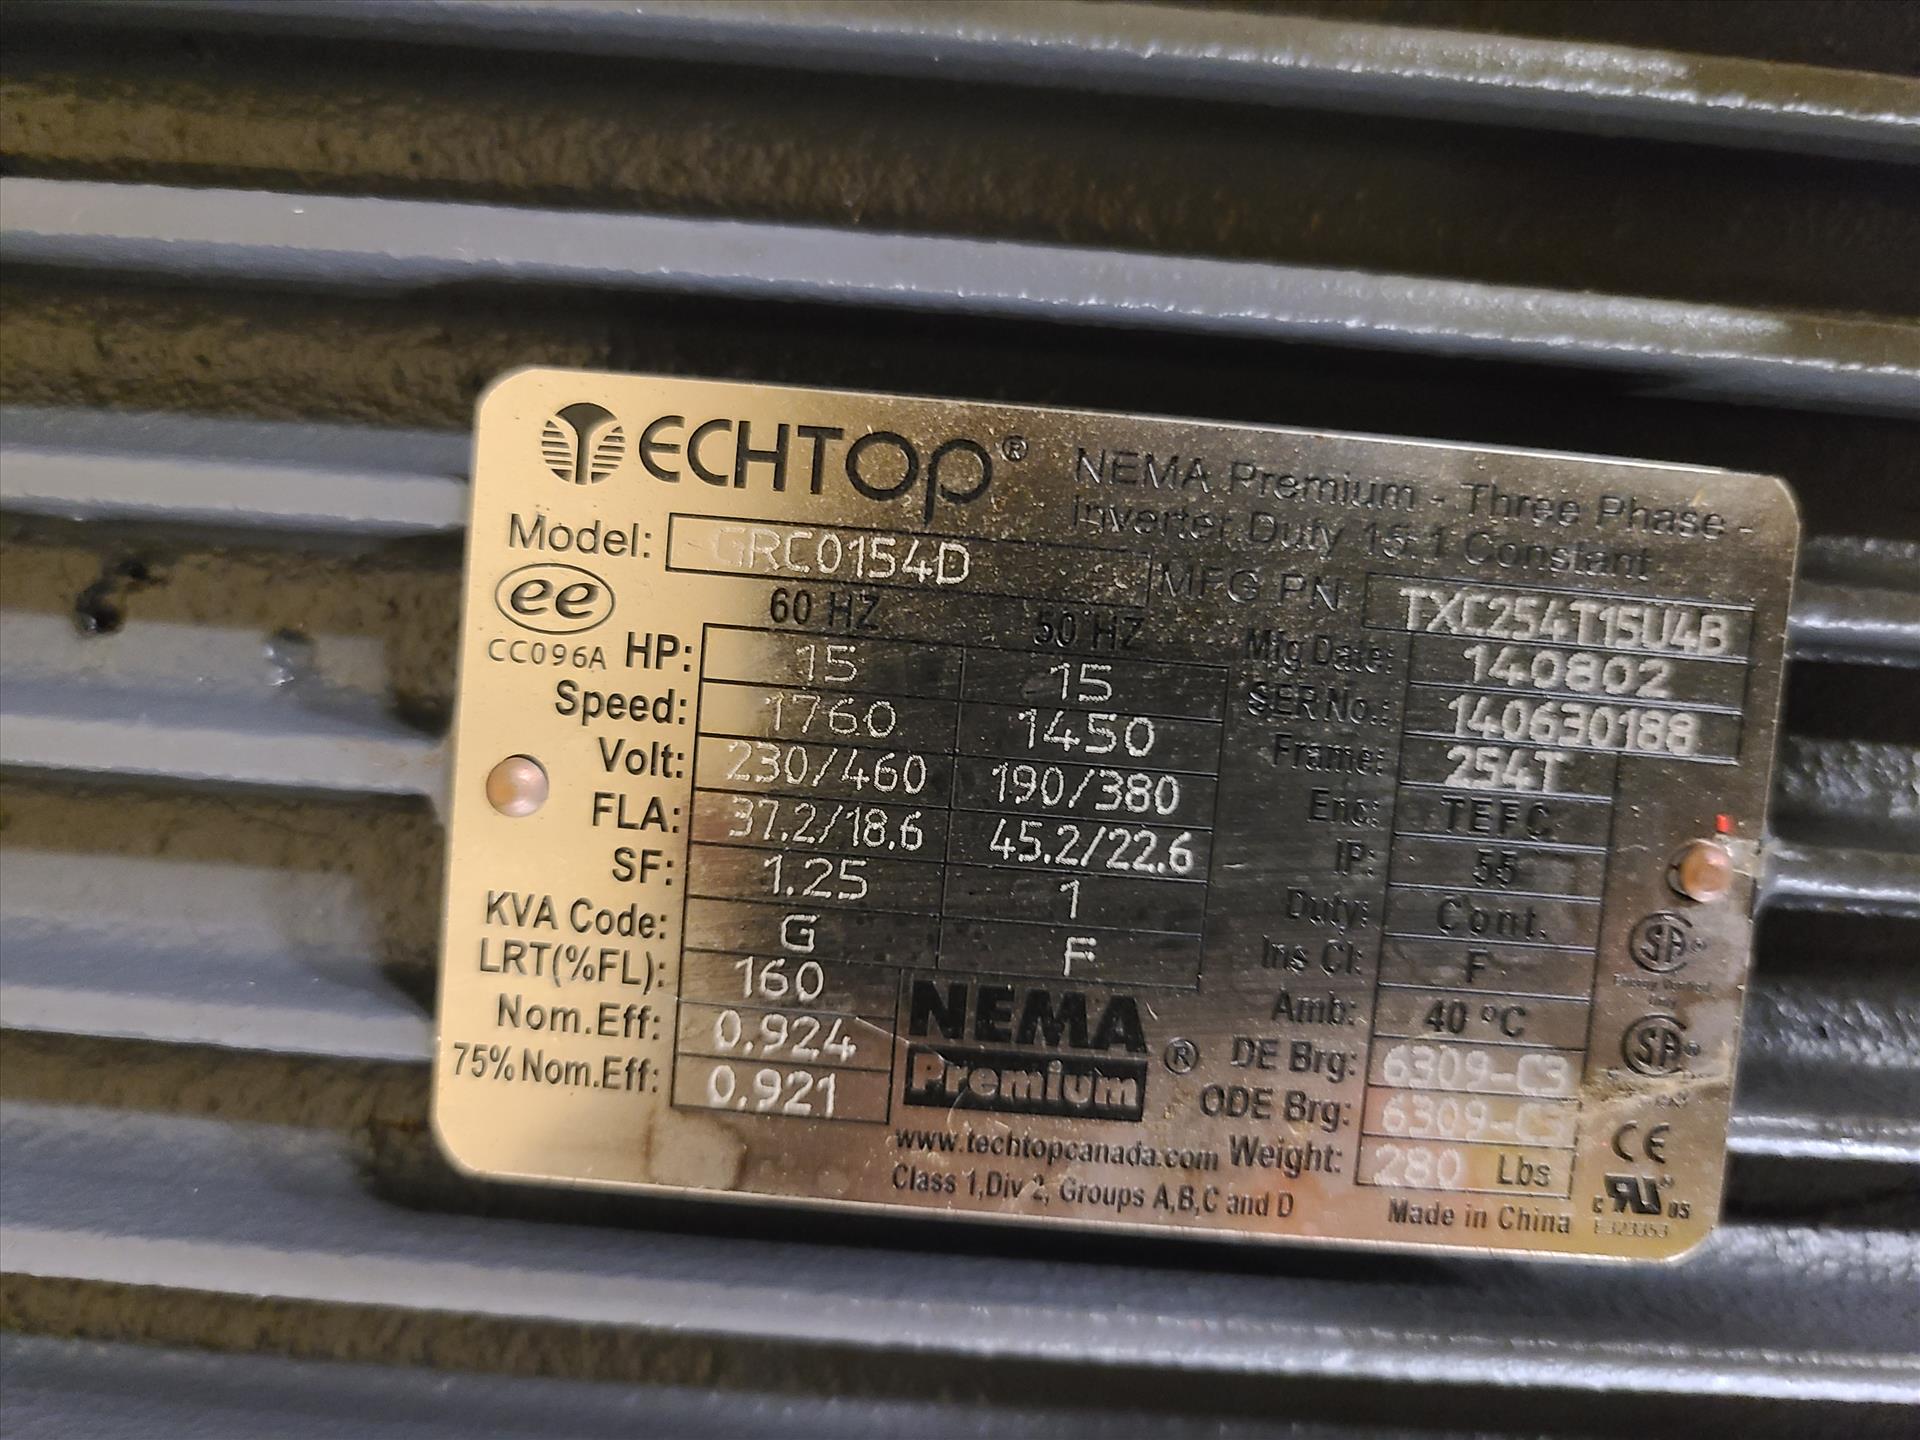 TECHTOP® NEMA Premium - Three Phase -
Inverter Duty 15:1 Constant
Model: GRC0154D MFG PN TXC254T15U4B
ee
CC096A
60 HZ 50 HZ
HP: 15 15
Speed: 1760 1450
Volt: 230/460 190/380
FLA: 37.2/18.6 45.2/22.6
SF: 1.25 1
KVA Code: G F
LRT(%FL): 160
Nom.Eff: 0.924
75% Nom.Eff: 0.921
NEMA
Premium ®
Mfg Date: 140802
SER No.: 140630188
Frame: 254T
Enc: TEFC
IP: 55
Duty: Cont.
Ins Cl: F
Amb: 40 °C
DE Brg: 6309-C3
ODE Brg: 6309-C3
Weight: 280 Lbs
www.techtopcanada.com
Class 1,Div 2, Groups A,B,C and D
Made in China
SA
SA
CE
c RU ® 85
E323353